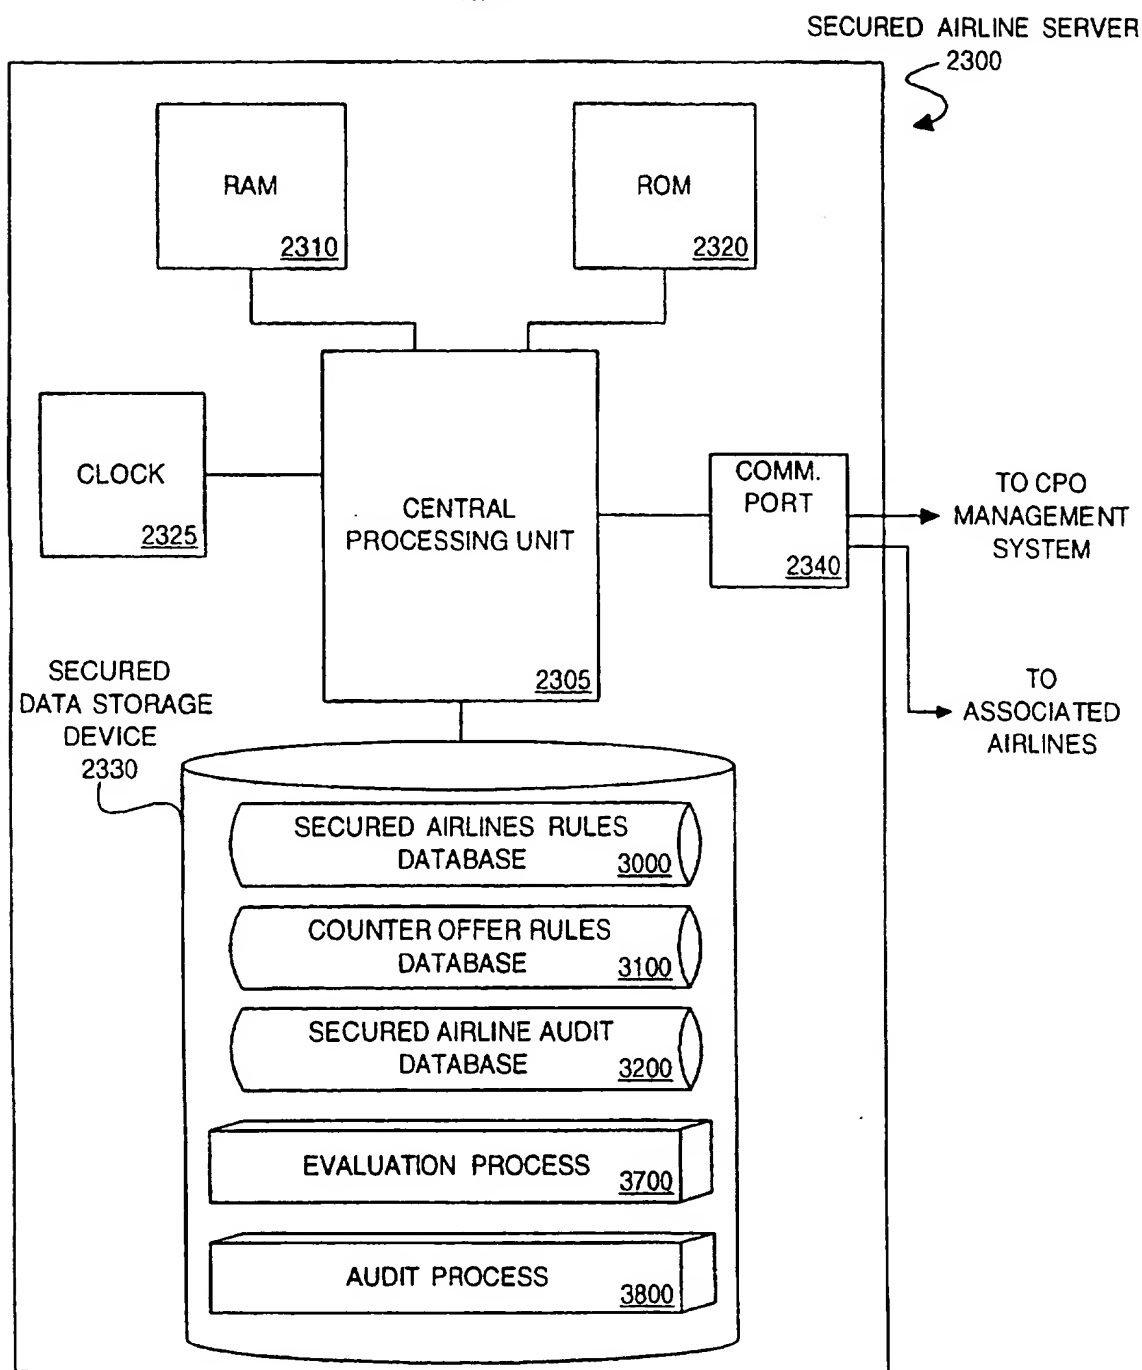 SECURED AIRLINE SERVER
2300
RAM
2310
ROM
2320
CLOCK
2325
CENTRAL
PROCESSING UNIT
2305
COMM.
PORT
2340
TO CPO
MANAGEMENT
SYSTEM
TO
ASSOCIATED
AIRLINES
SECURED
DATA STORAGE
DEVICE
2330
SECURED AIRLINES RULES
DATABASE
3000
COUNTER OFFER RULES
DATABASE
3100
SECURED AIRLINE AUDIT
DATABASE
3200
EVALUATION PROCESS
3700
AUDIT PROCESS
3800